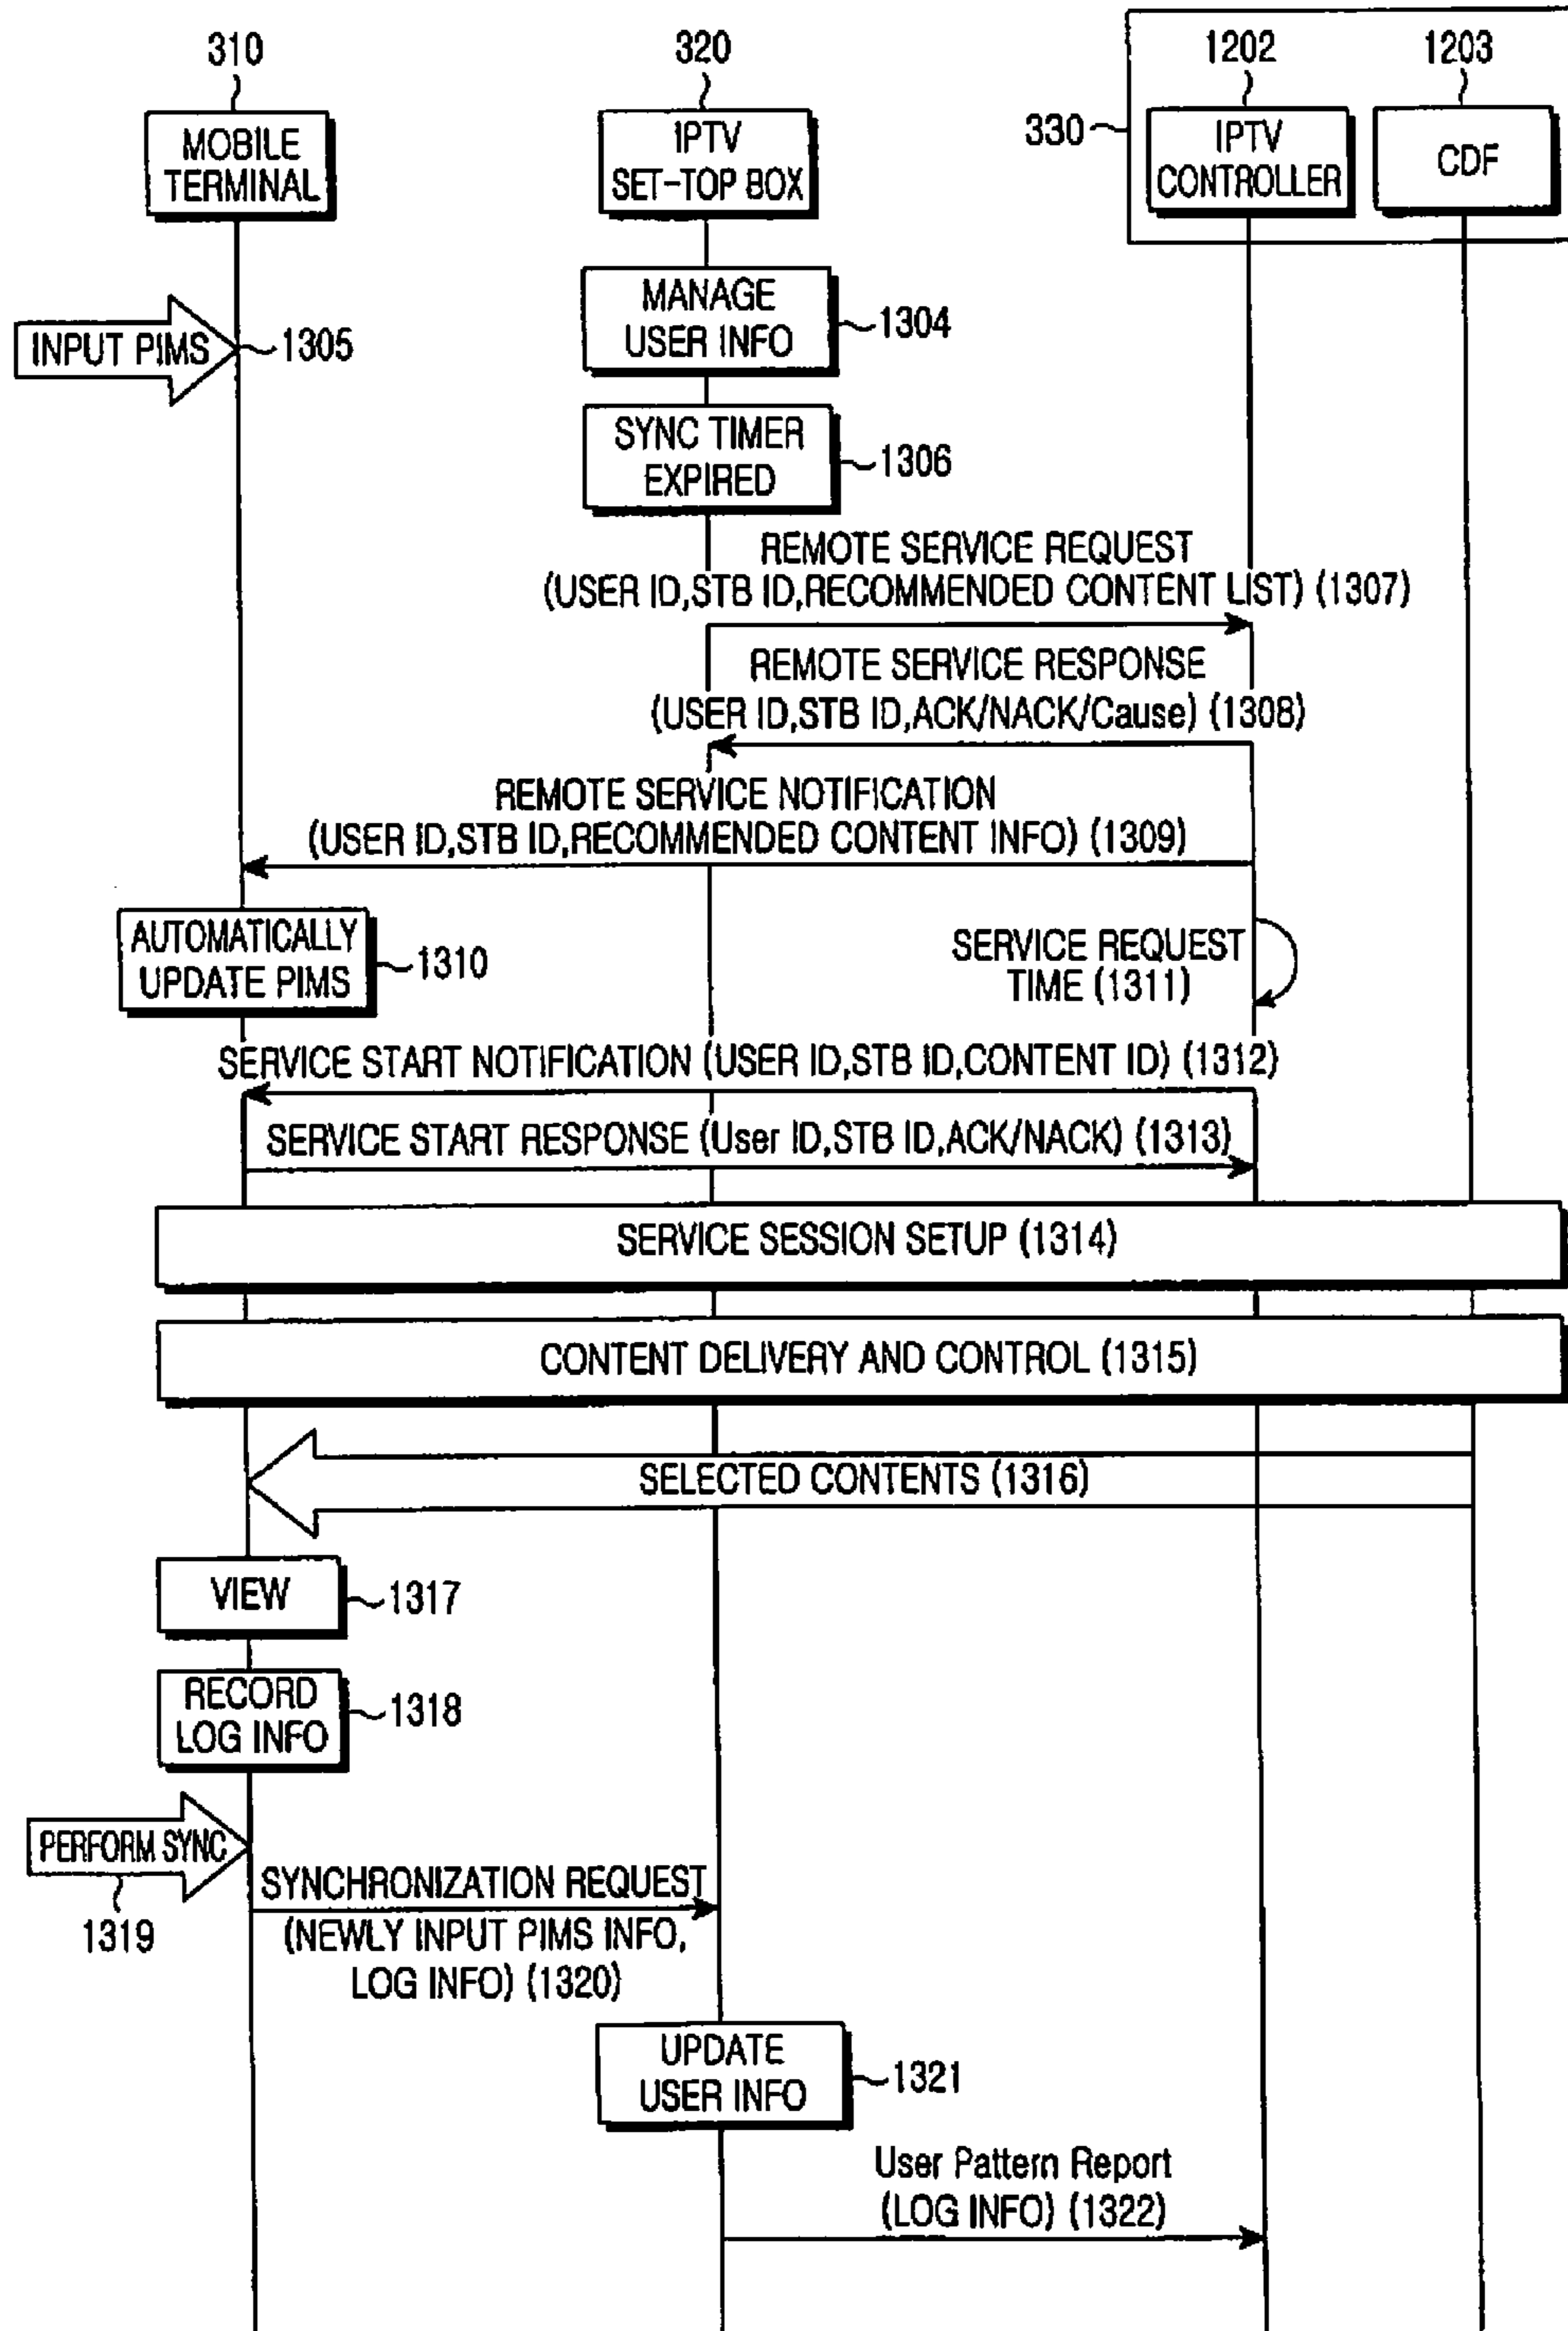 310
320
1202
1203
330
MOBILE
TERMINAL
IPTV
SET-TOP BOX
IPTV
CONTROLLER
CDF
MANAGE
USER INFO
1304
INPUT PIMS
1305
SYNC TIMER
EXPIRED
1306
REMOTE SERVICE REQUEST
(USER ID,STB ID,RECOMMENDED CONTENT LIST) (1307)
REMOTE SERVICE RESPONSE
(USER ID,STB ID,ACK/NACK/Cause) (1308)
REMOTE SERVICE NOTIFICATION
(USER ID,STB ID,RECOMMENDED CONTENT INFO) (1309)
AUTOMATICALLY
UPDATE PIMS
1310
SERVICE REQUEST
TIME (1311)
SERVICE START NOTIFICATION (USER ID,STB ID,CONTENT ID) (1312)
SERVICE START RESPONSE (User ID,STB ID,ACK/NACK) (1313)
SERVICE SESSION SETUP (1314)
CONTENT DELIVERY AND CONTROL (1315)
SELECTED CONTENTS (1316)
VIEW
1317
RECORD
LOG INFO
1318
PERFORM SYNC
1319
SYNCHRONIZATION REQUEST
(NEWLY INPUT PIMS INFO,
LOG INFO) (1320)
UPDATE
USER INFO
1321
User Pattern Report
(LOG INFO) (1322)